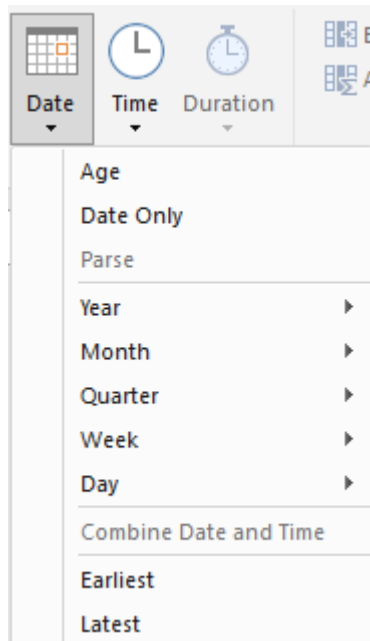 Date Time Duration
Age
Date Only
Parse
Year
Month
Quarter
Week
Day
Combine Date and Time
Earliest
Latest